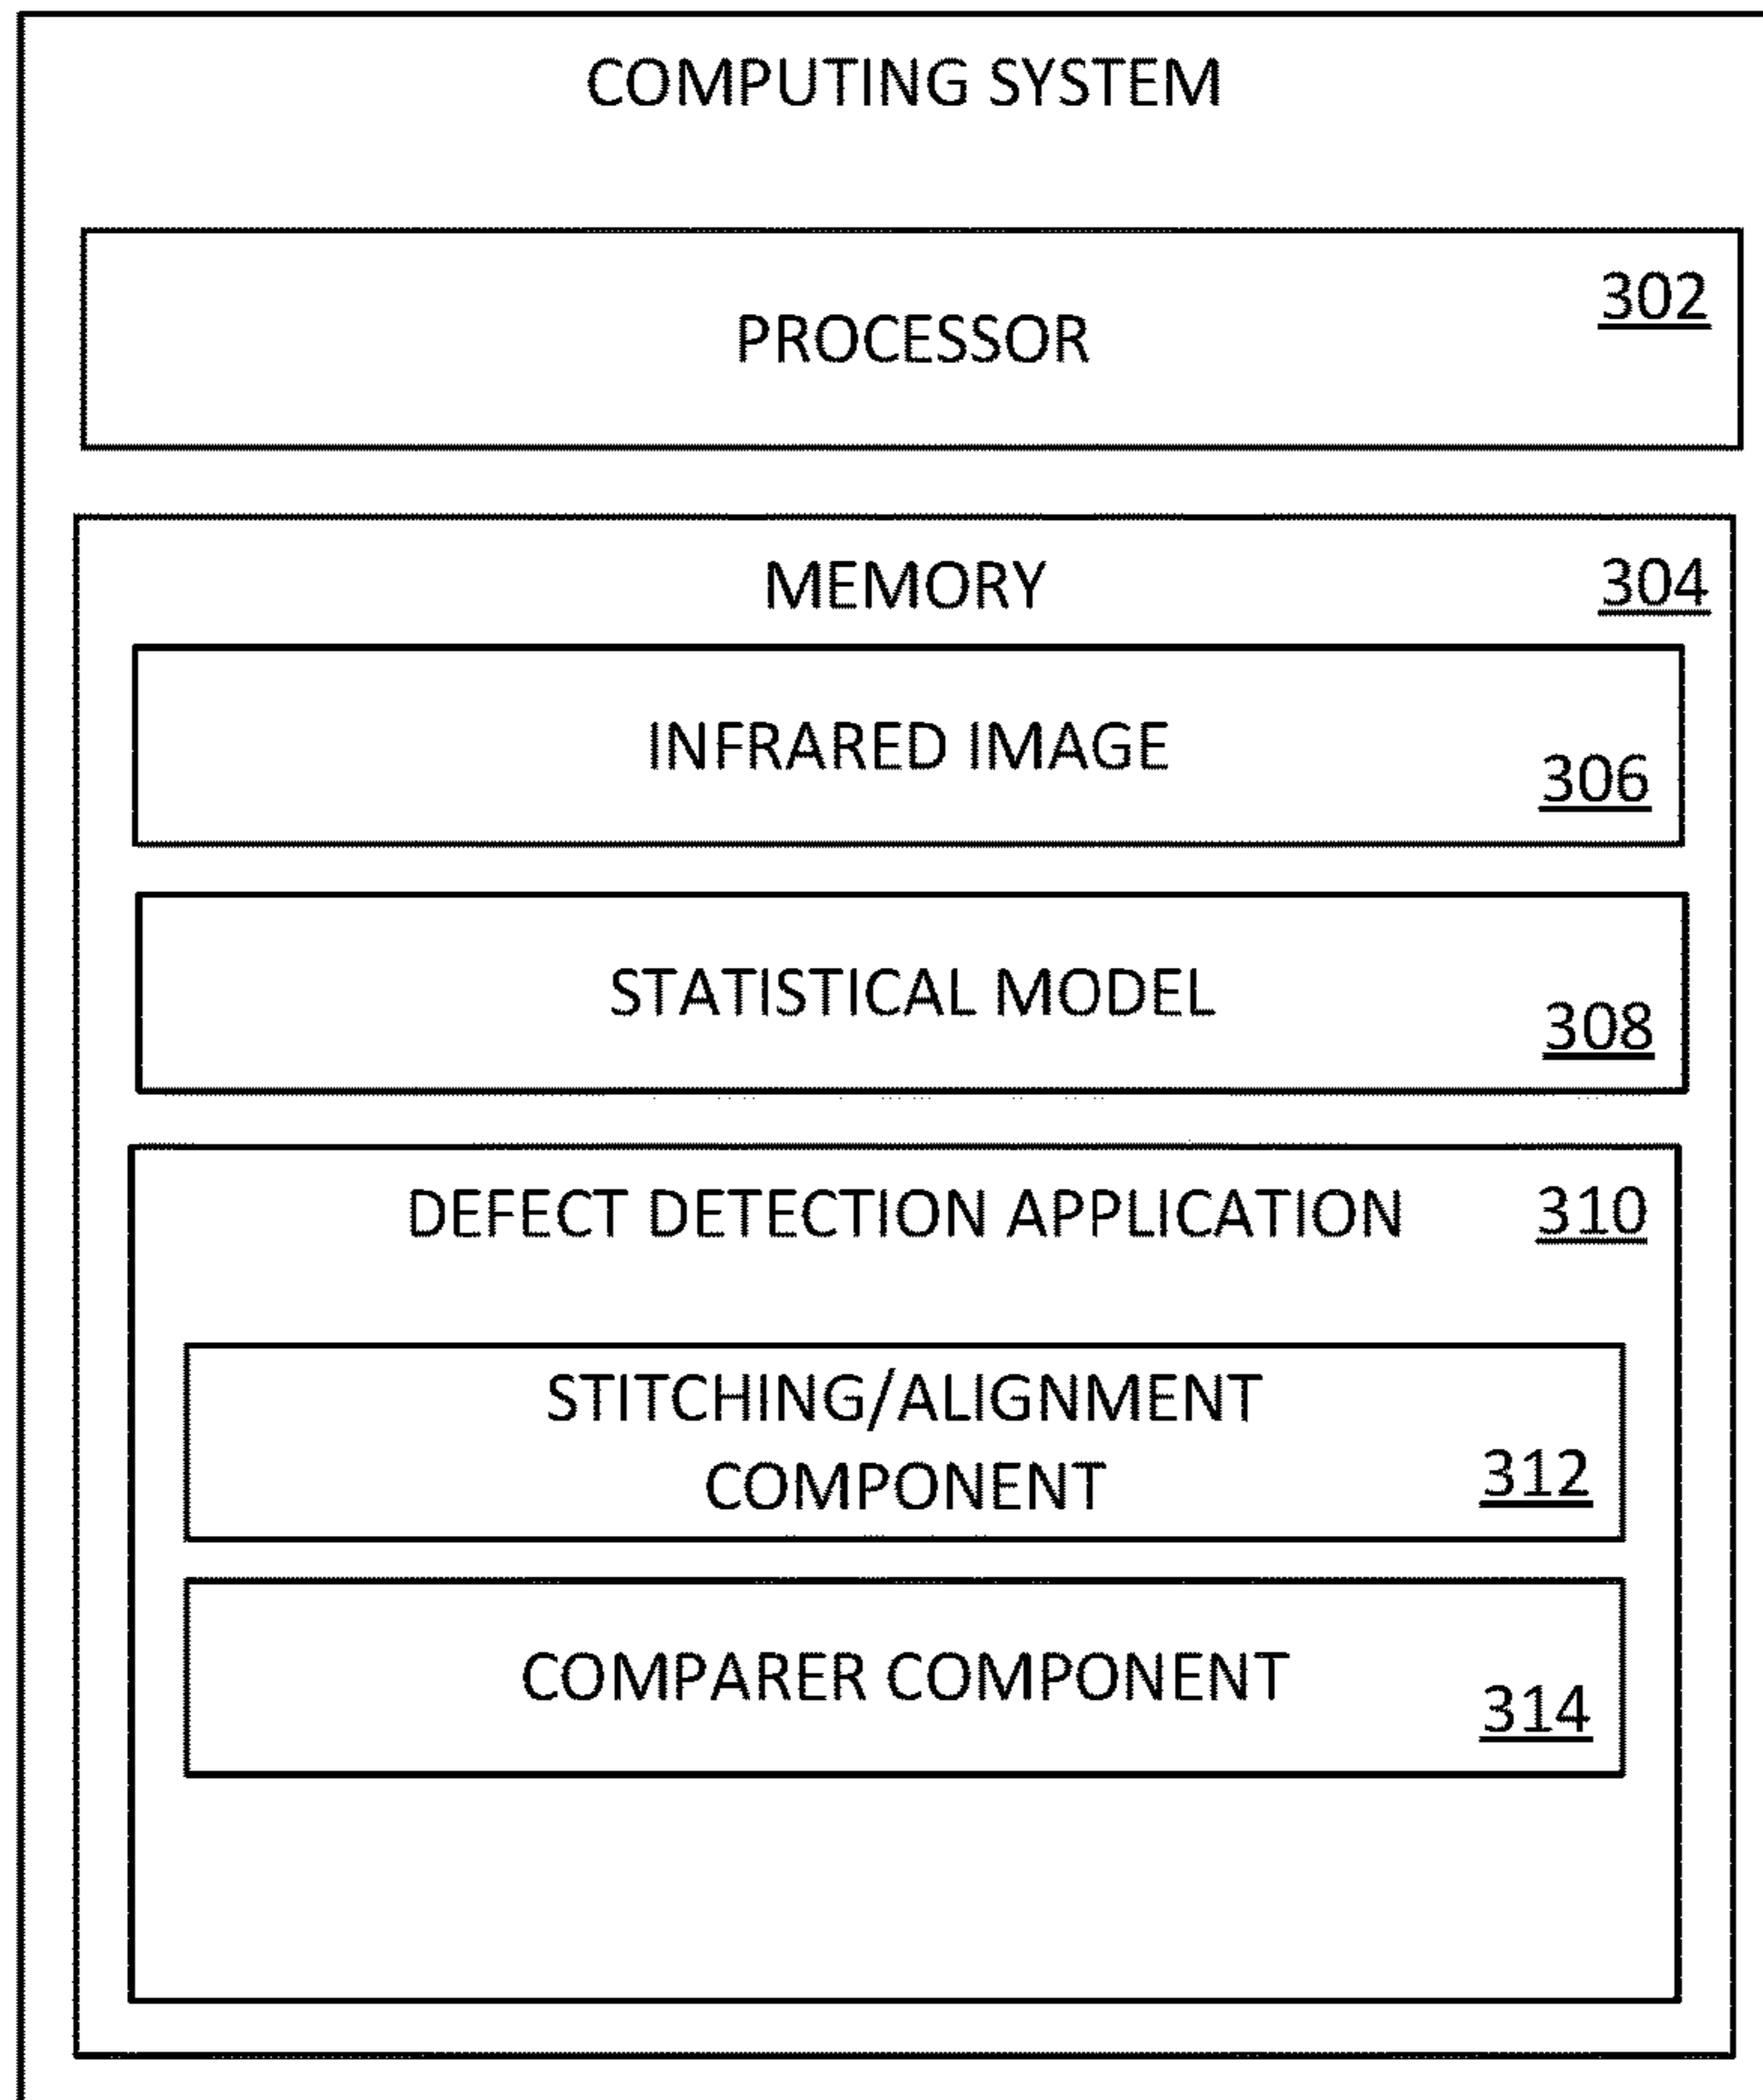 COMPUTING SYSTEM
302
PROCESSOR
MEMORY 304
INFRARED IMAGE
306
STATISTICAL MODEL
308
DEFECT DETECTION APPLICATION 310
STITCHING/ALIGNMENT
COMPONENT 312
COMPARER COMPONENT
314